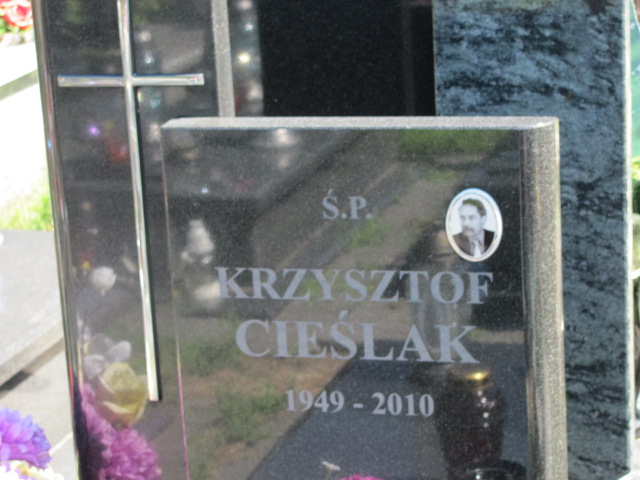 Ś.P.
KRZYSZTOF
CIEŚLAK
1949 - 2010